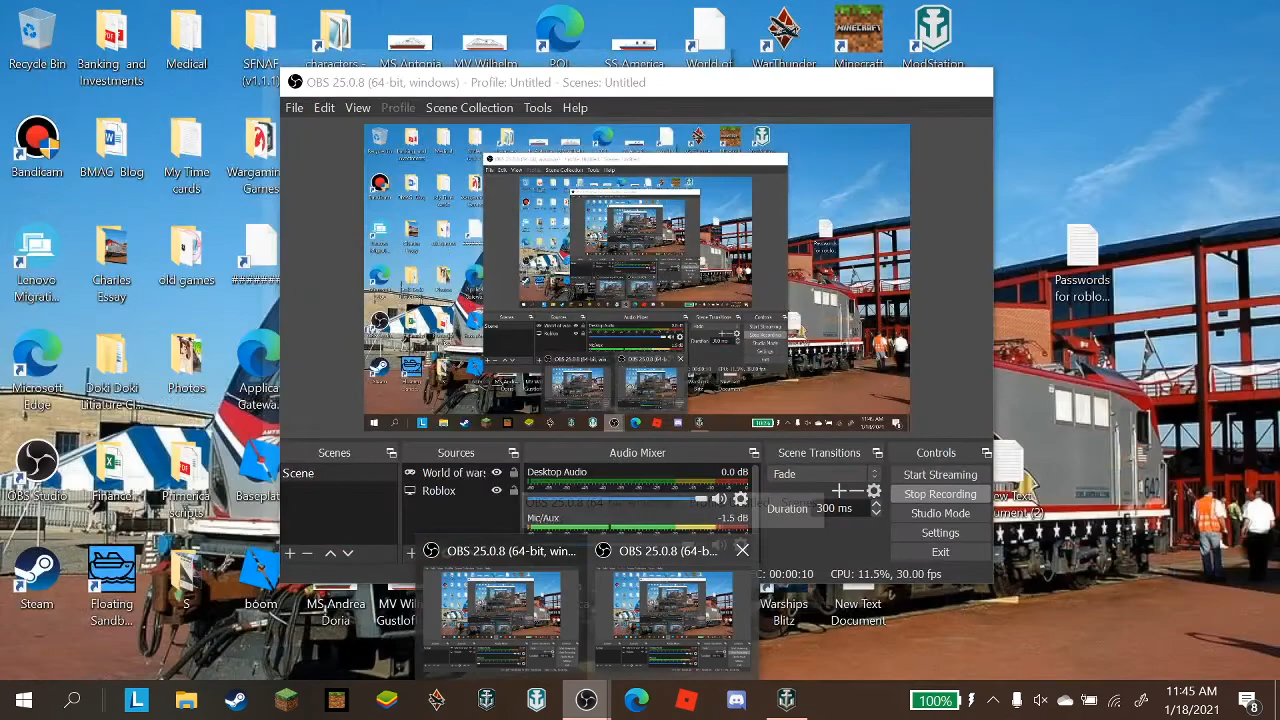 Recycle Bin
Banking and Investments
Medical
SFNAF (v1.1.1)
characters -
MS Antonia
MV Wilhelm
POL
SS America
World of
WarThunder
Minecraft
ModStation
OBS 25.0.8 (64-bit, windows) - Profile: Untitled - Scenes: Untitled
File Edit View Profile Scene Collection Tools Help
Bandicam
BMAG Blog
My Time cards
Wargaming Games
Lenovo Migrati...
Charles Essay
old games
########
Passwords for roblo...
Microsoft Edge
Doki Doki Litiature Cl...
Photos
Applica
Gatewa
OBS Studio
Finance
Primerica scripts
Baseplat
Scenes
Sources
Audio Mixer
Scene Transitions
Controls
Scene
World of wars
Roblox
Desktop Audio 0.0 dB
Mic/Aux -1.5 dB
Fade
Duration 300 ms
Start Streaming
Stop Recording
Studio Mode
Settings
Exit
New Text
ument (2)
OBS 25.0.8 (64-bit, win...
OBS 25.0.8 (64-b...
C: 00:00:10 CPU: 11.5%, 30.00 fps
Steam
Floating Sandb...
S
boom
MS Andrea Doria
MV Wil
Gustlof
Warships Blitz
New Text Document
100%
11:45 AM
1/18/2021
8